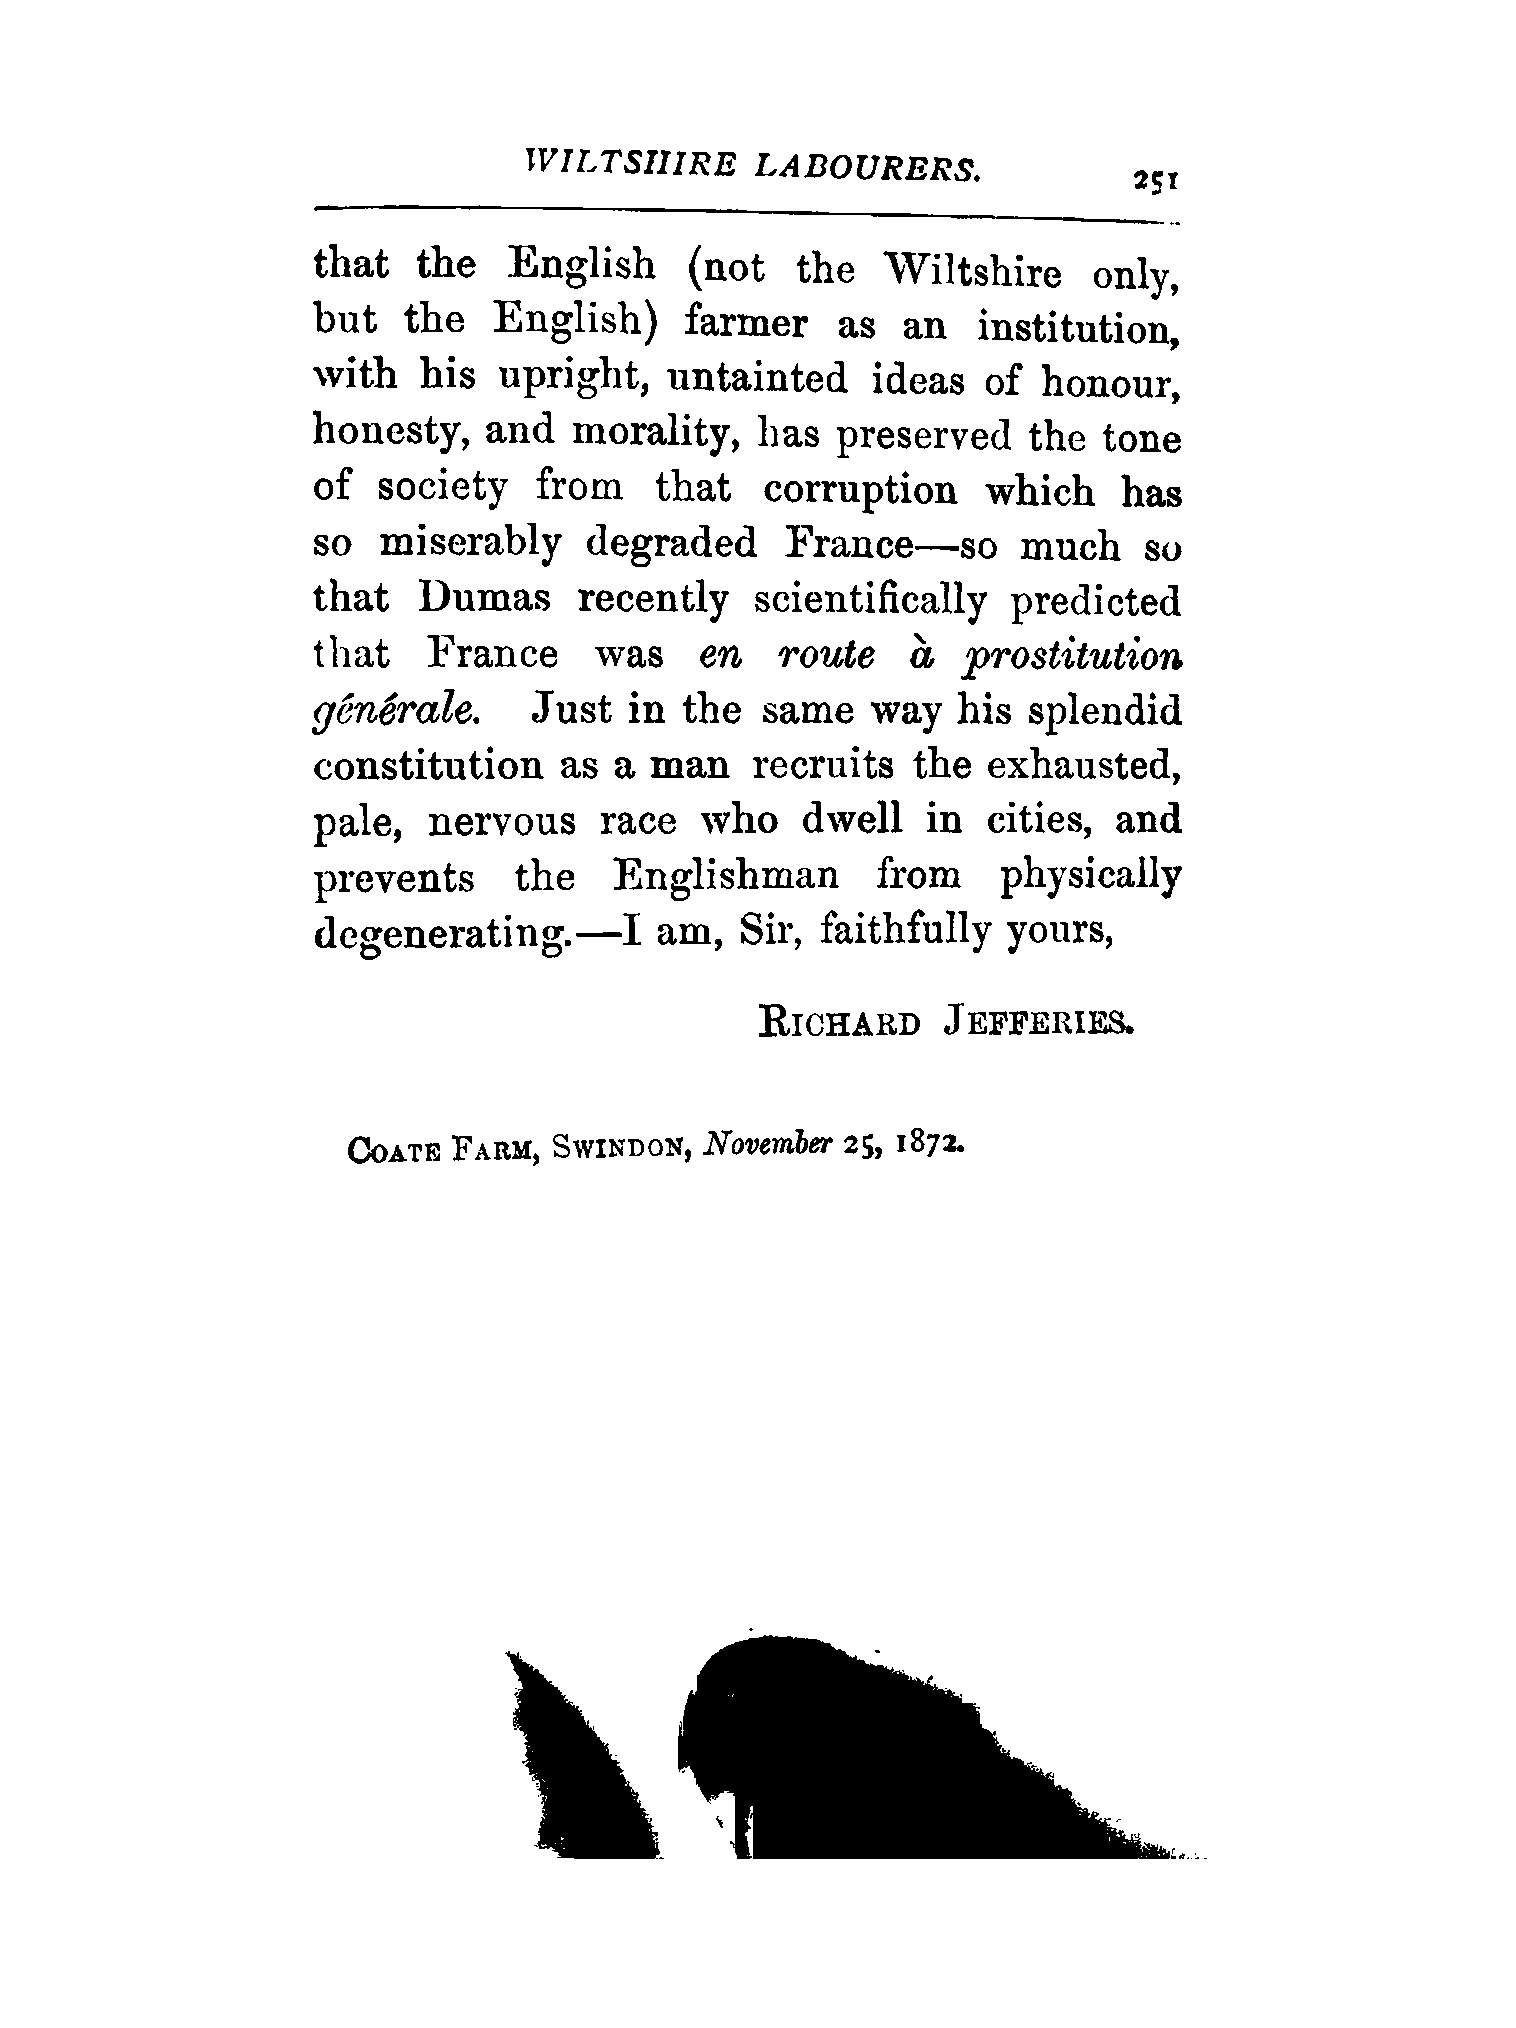 WILTSHIRE LABOURERS. 251
that the English (not the Wiltshire only,
but the English) farmer as an institution,
with his upright, untainted ideas of honour,
honesty, and morality, has preserved the tone
of society from that corruption which has
so miserably degraded France—so much so
that Dumas recently scientifically predicted
that France was en route à prostitution
générale. Just in the same way his splendid
constitution as a man recruits the exhausted,
pale, nervous race who dwell in cities, and
prevents the Englishman from physically
degenerating.—I am, Sir, faithfully yours,
RICHARD JEFFERIES.
COATE FARM, SWINDON, November 25, 1872.